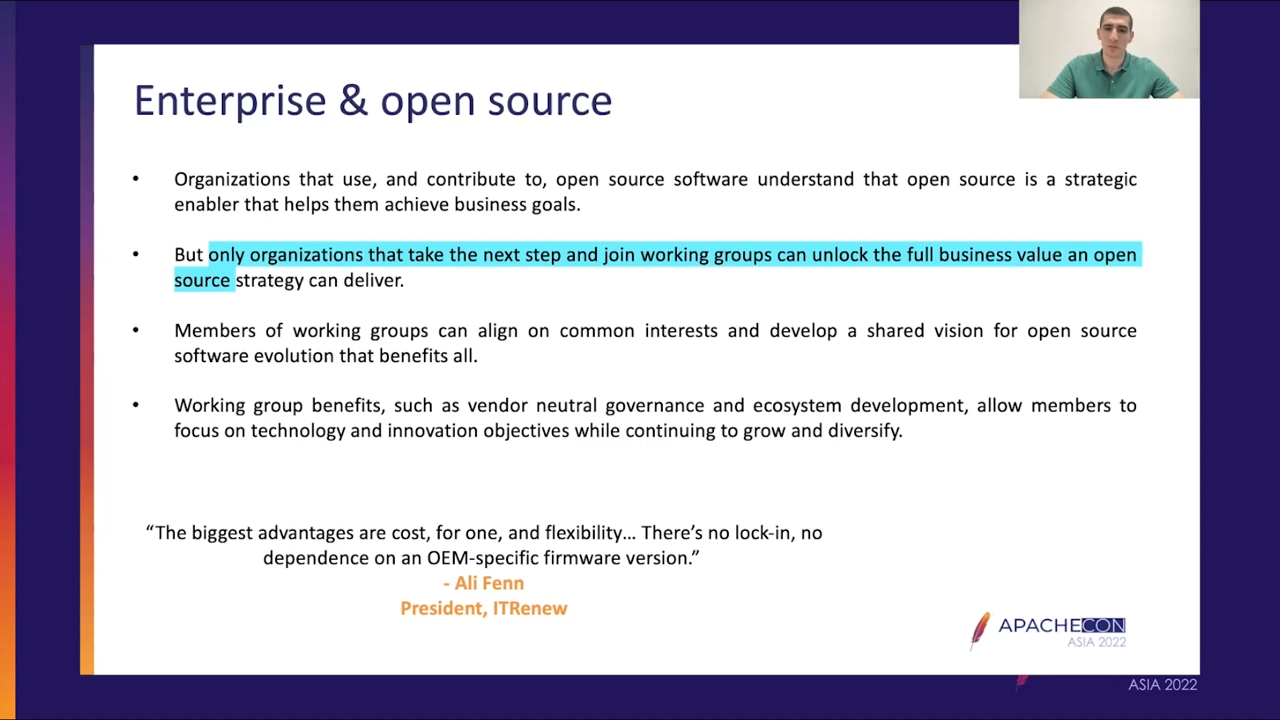 Enterprise & open source
• Organizations that use, and contribute to, open source software understand that open source is a strategic
enabler that helps them achieve business goals.
• But only organizations that take the next step and join working groups can unlock the full business value an open
source strategy can deliver.
• Members of working groups can align on common interests and develop a shared vision for open source
software evolution that benefits all.
• Working group benefits, such as vendor neutral governance and ecosystem development, allow members to
focus on technology and innovation objectives while continuing to grow and diversify.
“The biggest advantages are cost, for one, and flexibility… There’s no lock-in, no
dependence on an OEM-specific firmware version.”
- Ali Fenn
President, ITRenew
APACHECON
ASIA 2022
ASIA 2022